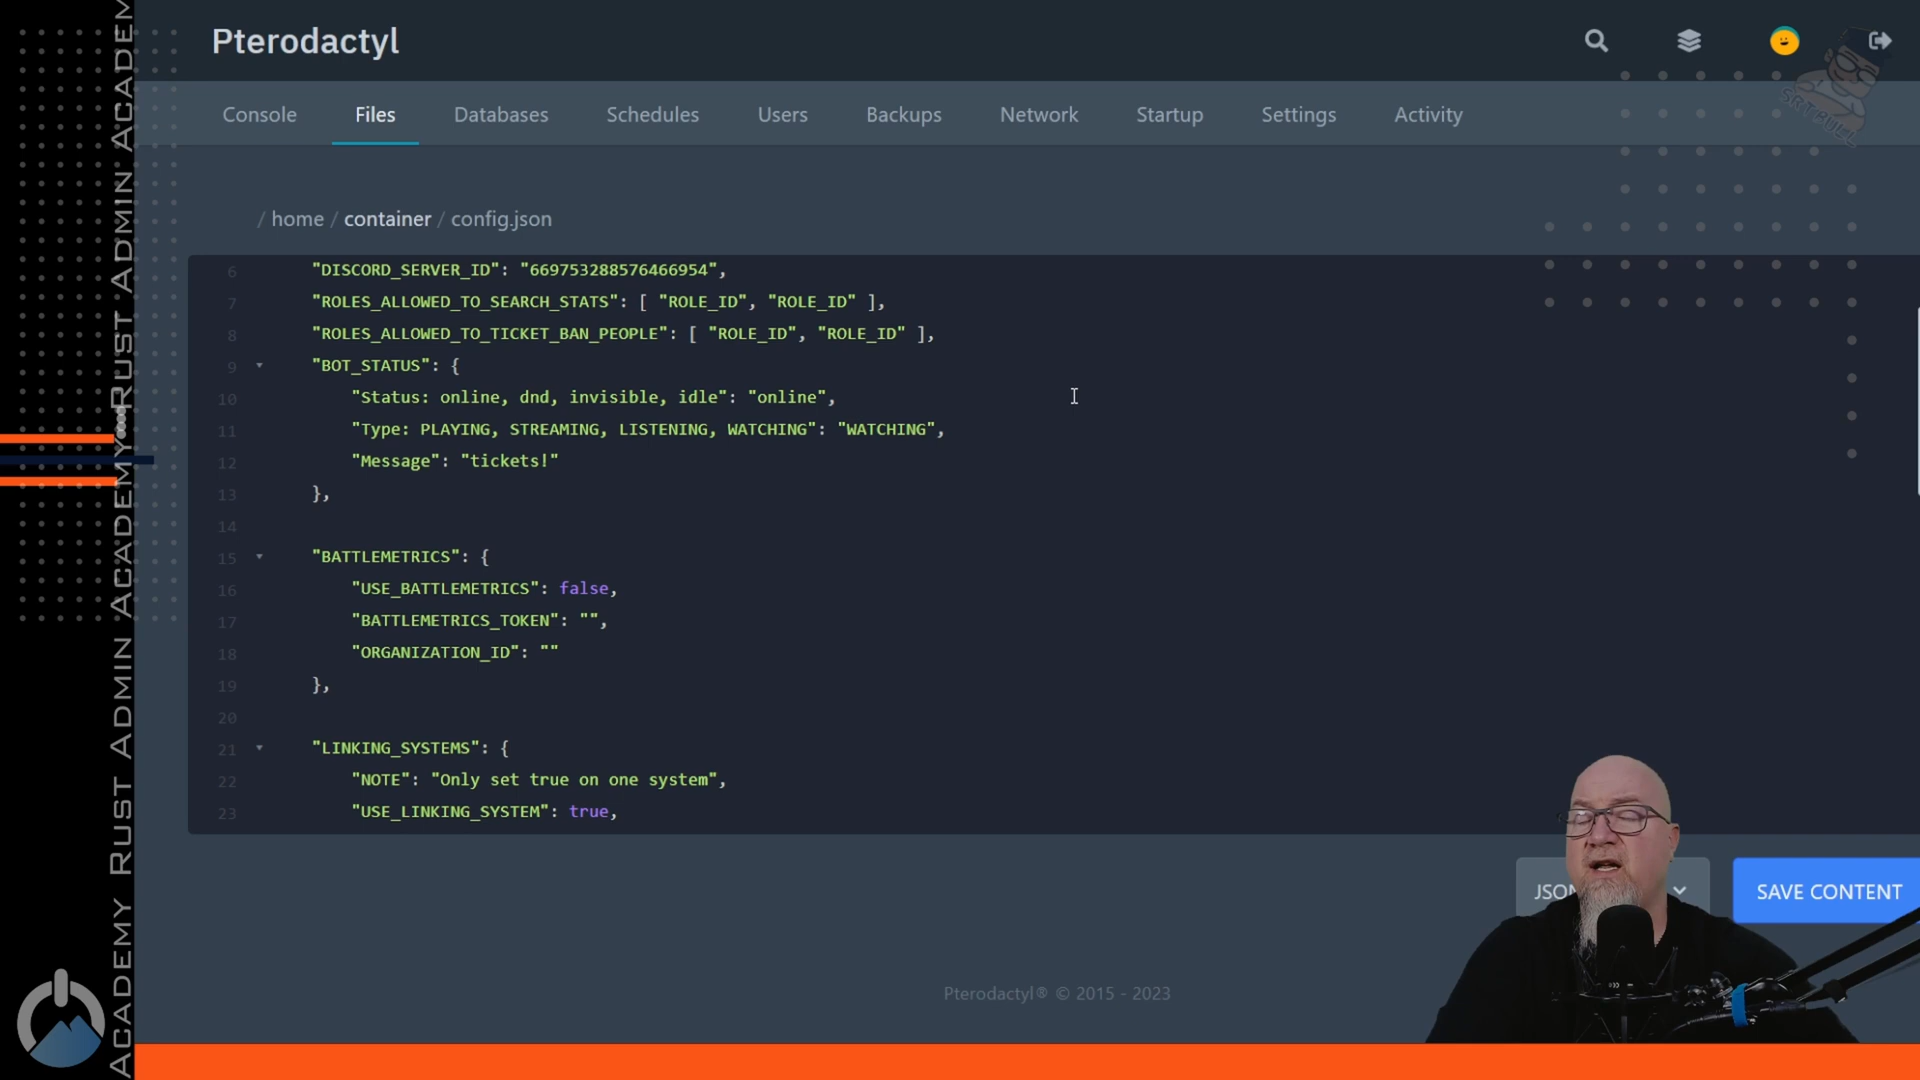 Pterodactyl
SRTBULL
Console Files Databases Schedules Users Backups Network Startup Settings Activity
/ home / container / config.json
6 "DISCORD_SERVER_ID": "669753288576466954",
7 "ROLES_ALLOWED_TO_SEARCH_STATS": [ "ROLE_ID", "ROLE_ID" ],
8 "ROLES_ALLOWED_TO_TICKET_BAN_PEOPLE": [ "ROLE_ID", "ROLE_ID" ],
9 "BOT_STATUS": {
10 "Status: online, dnd, invisible, idle": "online",
11 "Type: PLAYING, STREAMING, LISTENING, WATCHING": "WATCHING",
12 "Message": "tickets!"
13 },
14
15 "BATTLEMETRICS": {
16 "USE_BATTLEMETRICS": false,
17 "BATTLEMETRICS_TOKEN": "",
18 "ORGANIZATION_ID": ""
19 },
20
21 "LINKING_SYSTEMS": {
22 "NOTE": "Only set true on one system",
23 "USE_LINKING_SYSTEM": true,
JSON
SAVE CONTENT
Pterodactyl® © 2015 - 2023
ACADEMY RUST ADMIN ACADEMY RUST ADMIN ACADEM